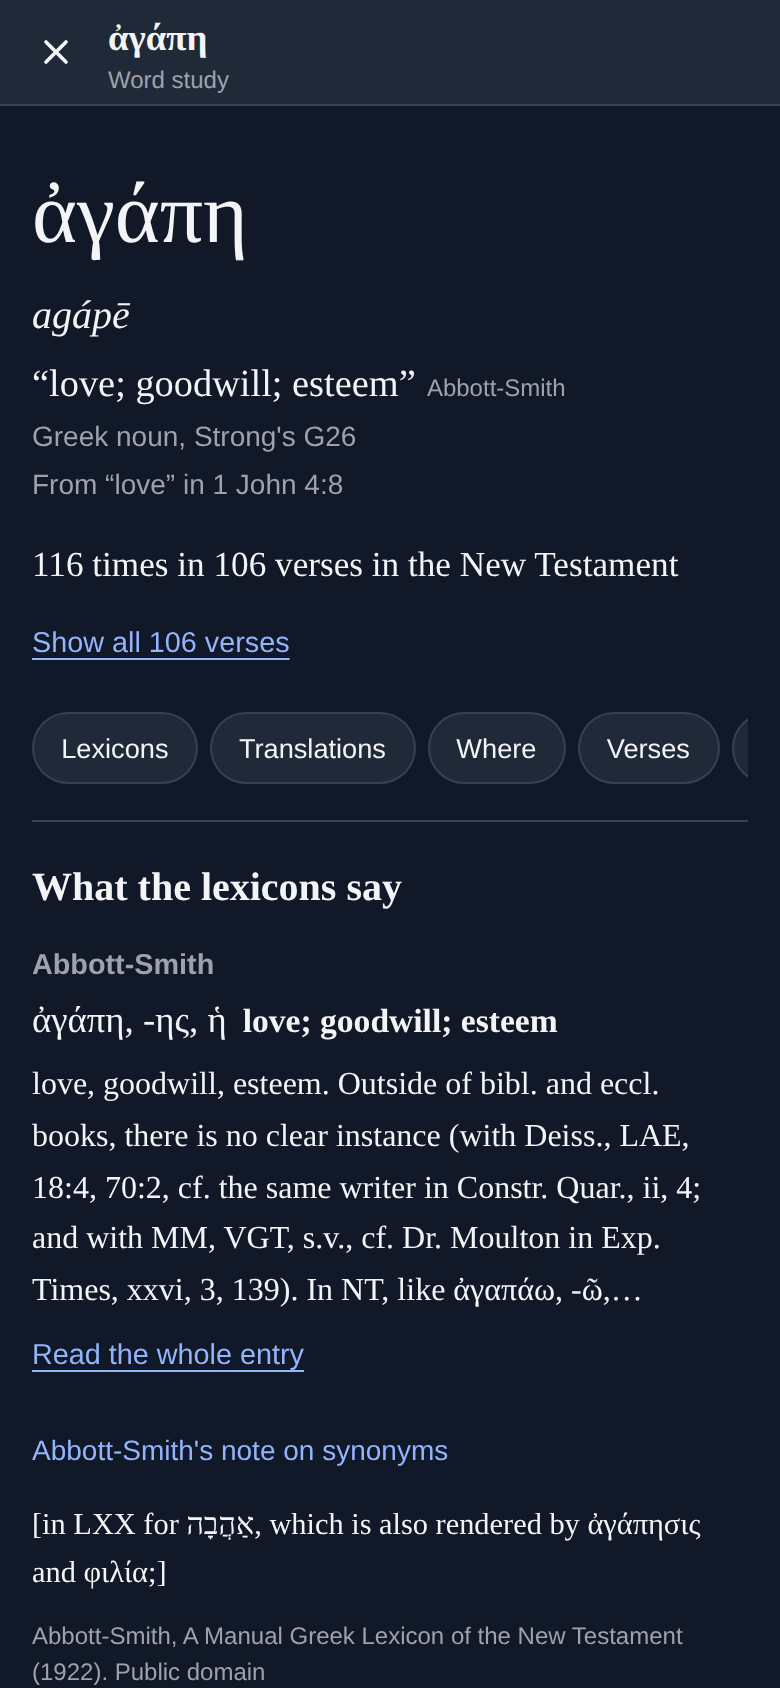 ἀγάπη
Word study
ἀγάπη
agápē
“love; goodwill; esteem” Abbott-Smith
Greek noun, Strong's G26
From “love” in 1 John 4:8
116 times in 106 verses in the New Testament
Show all 106 verses
Lexicons Translations Where Verses
What the lexicons say
Abbott-Smith
ἀγάπη, -ης, ἡ love; goodwill; esteem
love, goodwill, esteem. Outside of bibl. and eccl.
books, there is no clear instance (with Deiss., LAE,
18:4, 70:2, cf. the same writer in Constr. Quar., ii, 4;
and with MM, VGT, s.v., cf. Dr. Moulton in Exp.
Times, xxvi, 3, 139). In NT, like ἀγαπάω, -ῶ,…
Read the whole entry
Abbott-Smith's note on synonyms
[in LXX for אַהֲבָה, which is also rendered by ἀγάπησις
and φιλία;]
Abbott-Smith, A Manual Greek Lexicon of the New Testament
(1922). Public domain